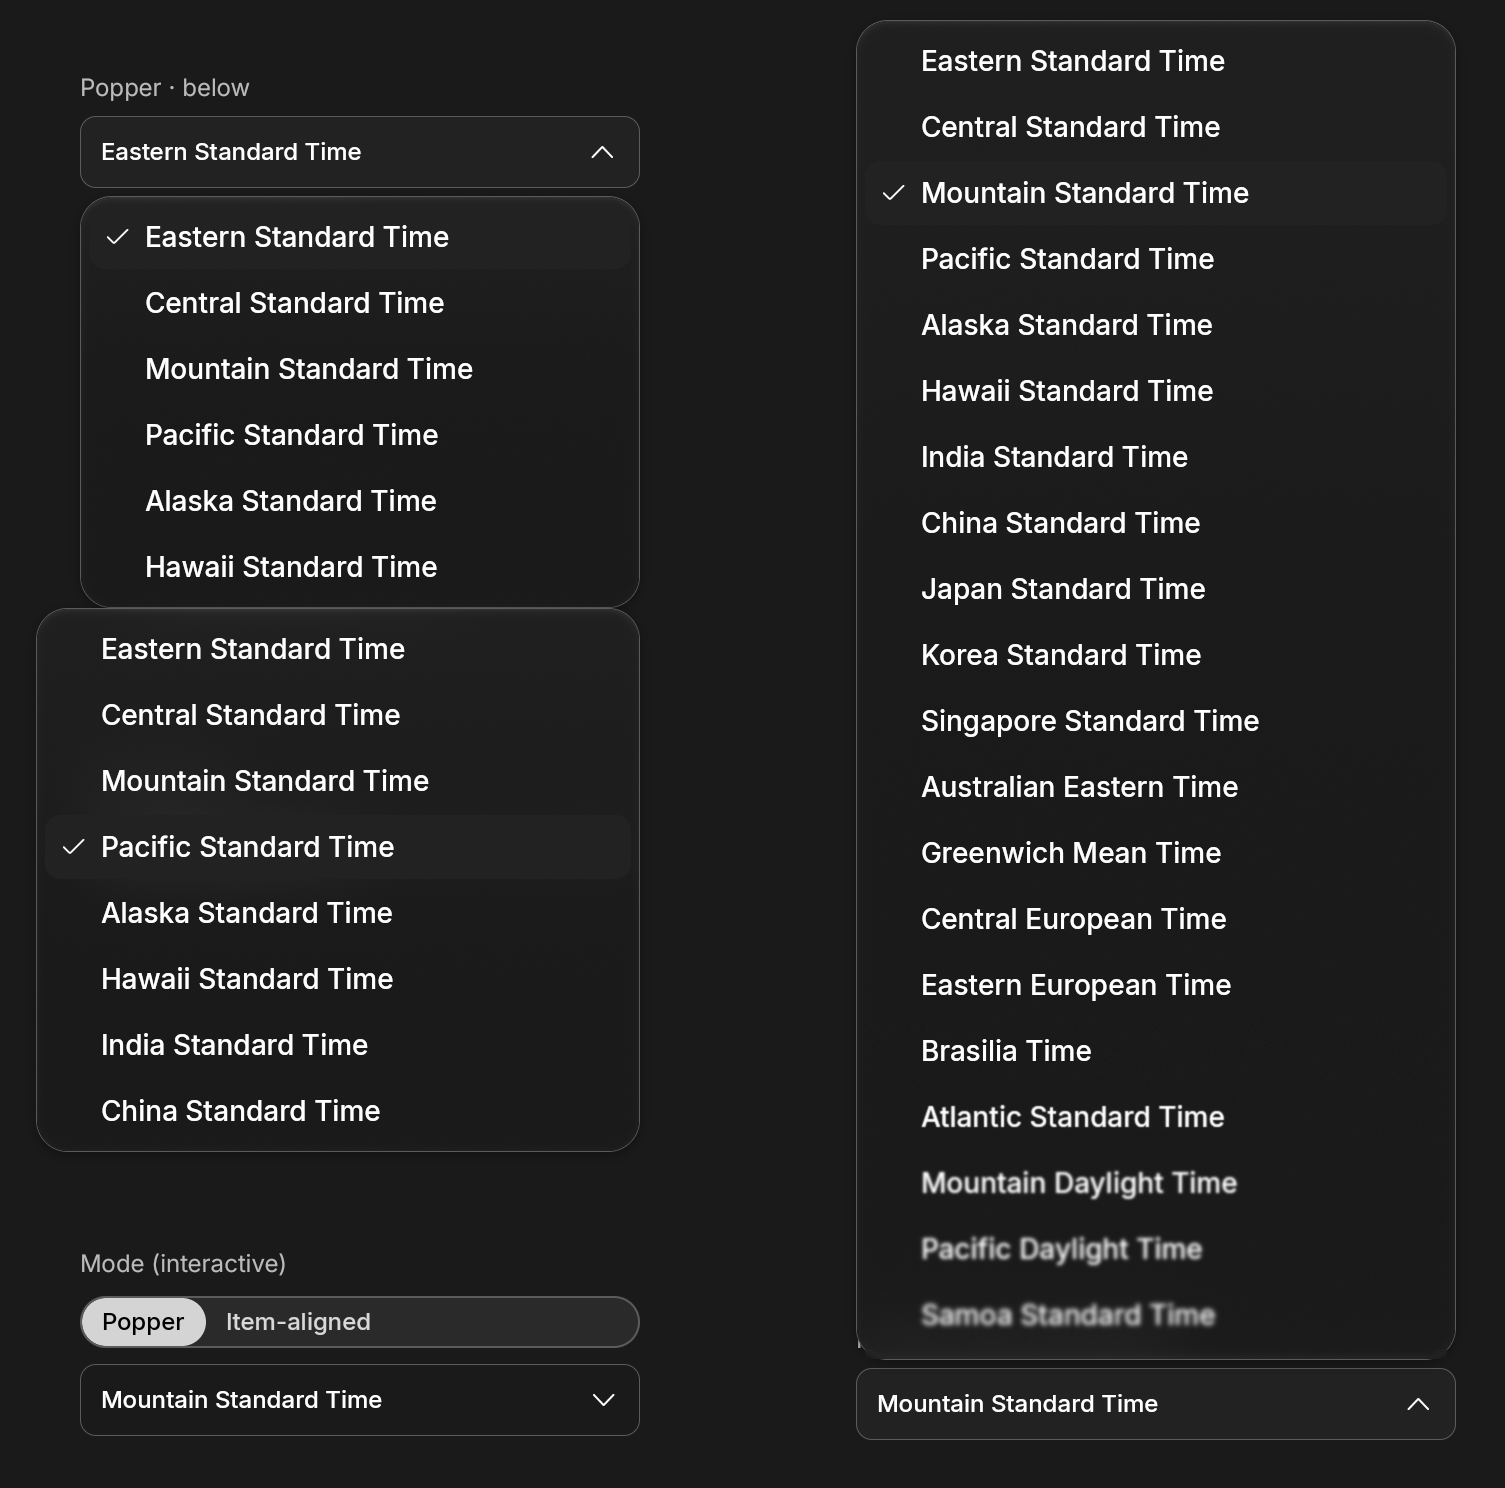 Popper · below
Eastern Standard Time
Eastern Standard Time
Central Standard Time
Mountain Standard Time
Pacific Standard Time
Alaska Standard Time
Hawaii Standard Time
Eastern Standard Time
Central Standard Time
Mountain Standard Time
Pacific Standard Time
Alaska Standard Time
Hawaii Standard Time
India Standard Time
China Standard Time
Mode (interactive)
Popper Item-aligned
Mountain Standard Time
Eastern Standard Time
Central Standard Time
Mountain Standard Time
Pacific Standard Time
Alaska Standard Time
Hawaii Standard Time
India Standard Time
China Standard Time
Japan Standard Time
Korea Standard Time
Singapore Standard Time
Australian Eastern Time
Greenwich Mean Time
Central European Time
Eastern European Time
Brasilia Time
Atlantic Standard Time
Mountain Daylight Time
Pacific Daylight Time
Samoa Standard Time
Mountain Standard Time